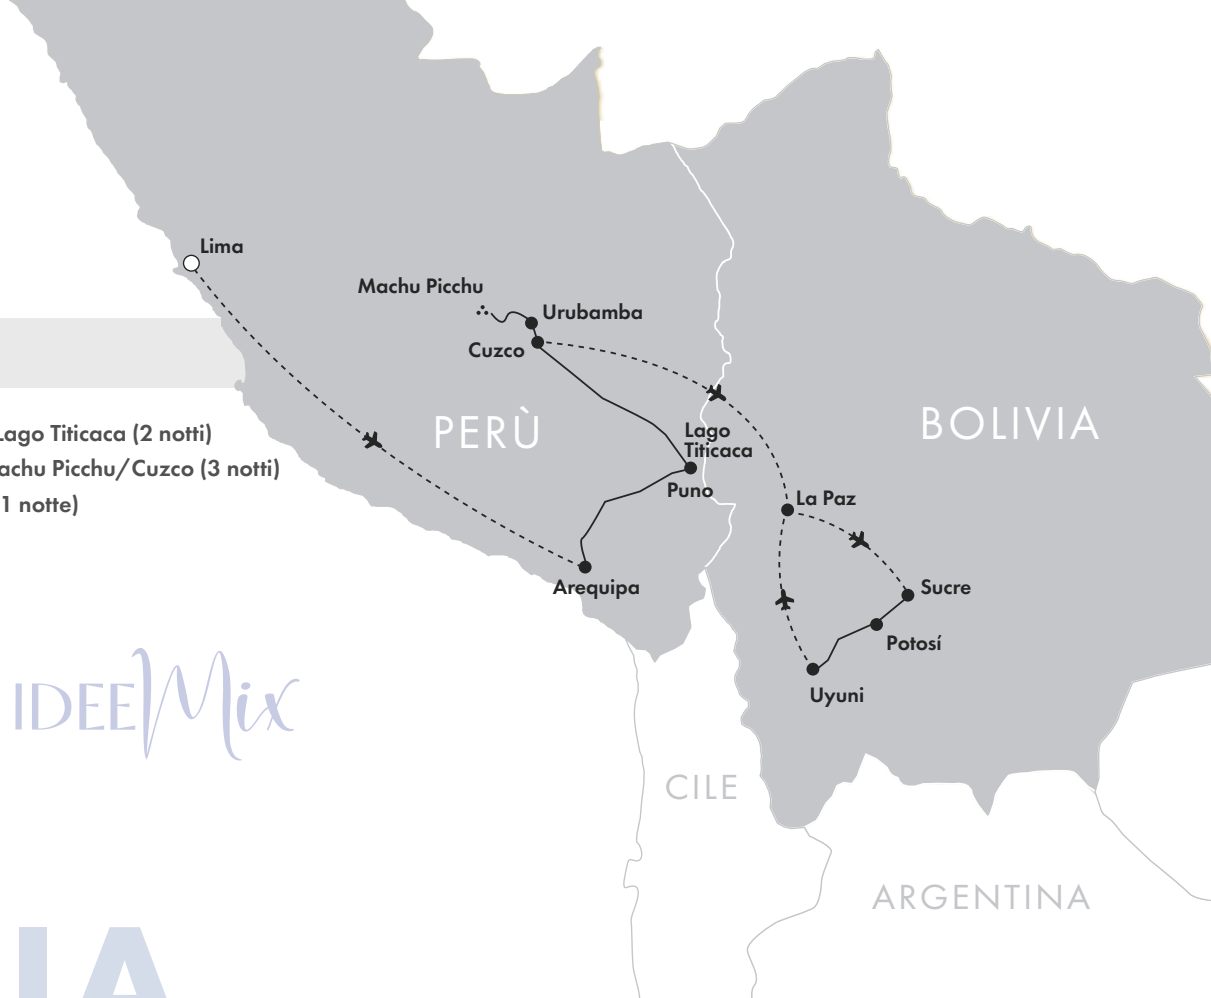 Lima
Machu Picchu
Urubamba
Cuzco
PERÙ
BOLIVIA
Lago
Titicaca
Lago Titicaca (2 notti)
Picchu/Cuzco (3 notti)
1 notte)
Puno
La Paz
Arequipa
Sucre
Potosí
Uyuni
IDEEMix
CILE
ARGENTINA
IA